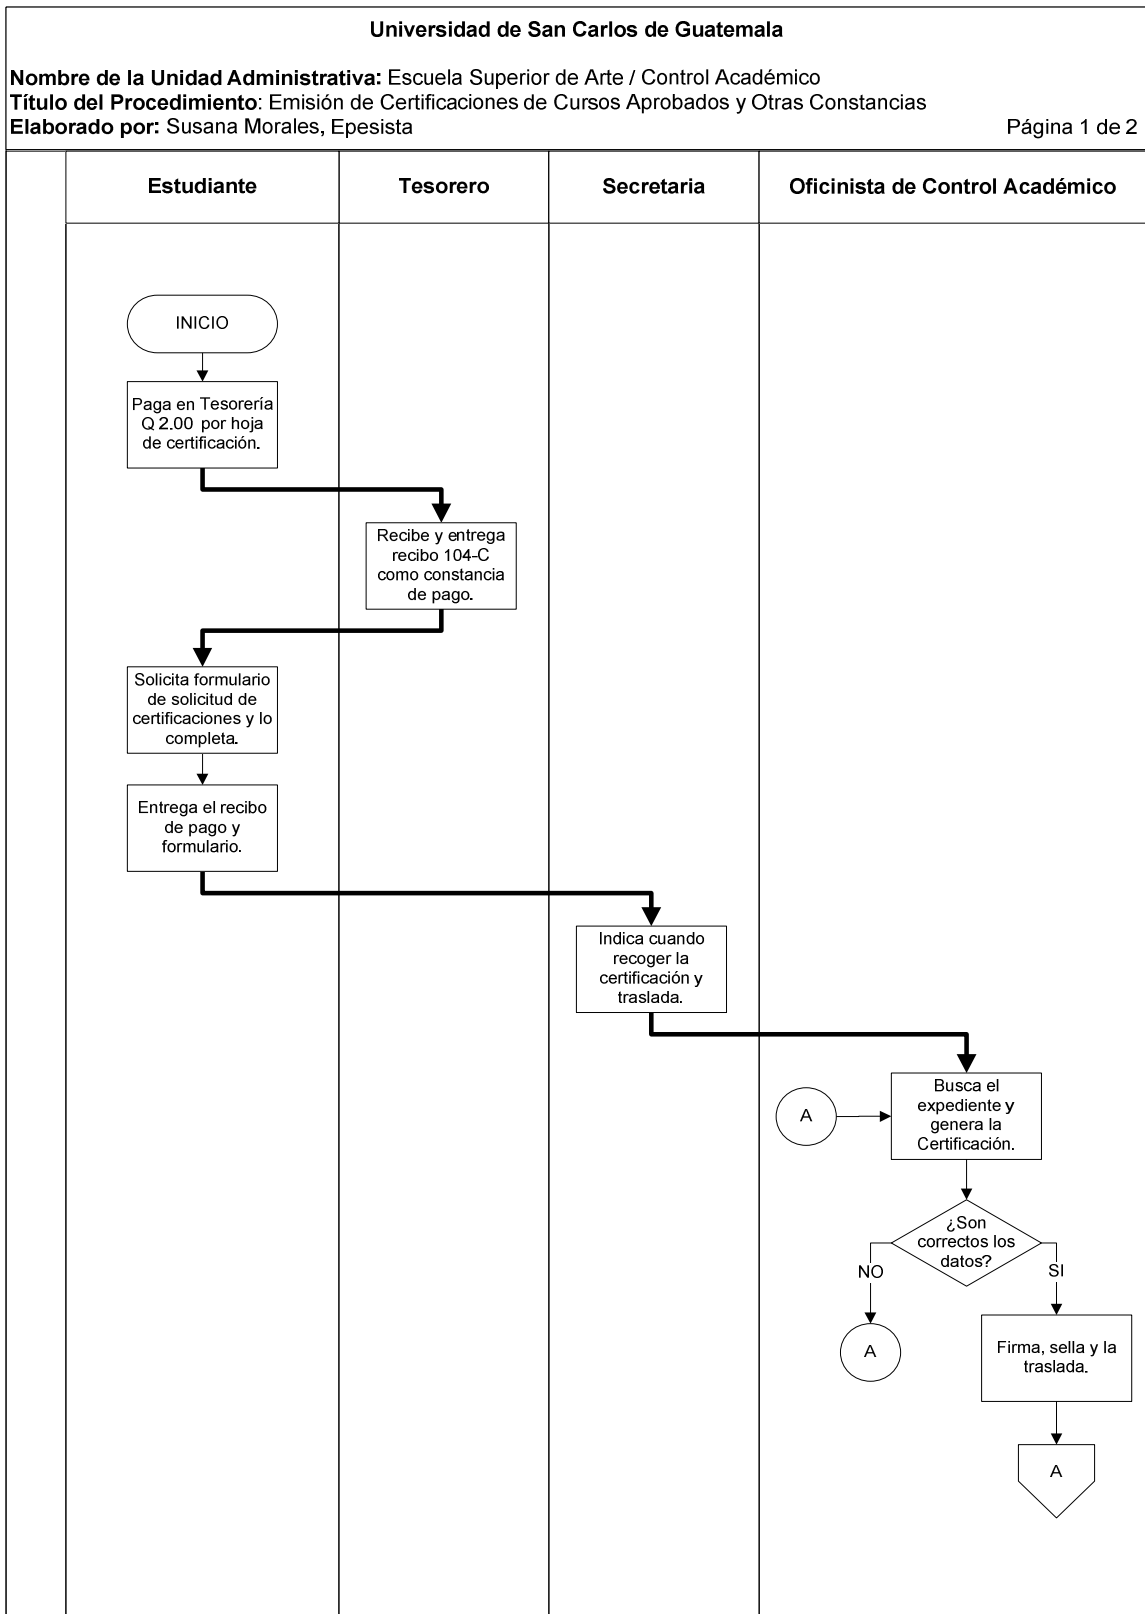 Universidad de San Carlos de Guatemala
Nombre de la Unidad Administrativa: Escuela Superior de Arte / Control Académico
Título del Procedimiento: Emisión de Certificaciones de Cursos Aprobados y Otras Constancias
Elaborado por: Susana Morales, Epesista
Página 1 de 2
Estudiante
Tesorero
Secretaria
Oficinista de Control Académico
INICIO
Paga en Tesorería
Q 2.00 por hoja
de certificación.
Recibe y entrega
recibo 104-C
como constancia
de pago.
Solicita formulario
de solicitud de
certificaciones y lo
completa.
Entrega el recibo
de pago y
formulario.
Indica cuando
recoger la
certificación y
traslada.
A
Busca el
expediente y
genera la
Certificación.
¿Son
correctos los
datos?
NO
SI
A
Firma, sella y la
traslada.
A